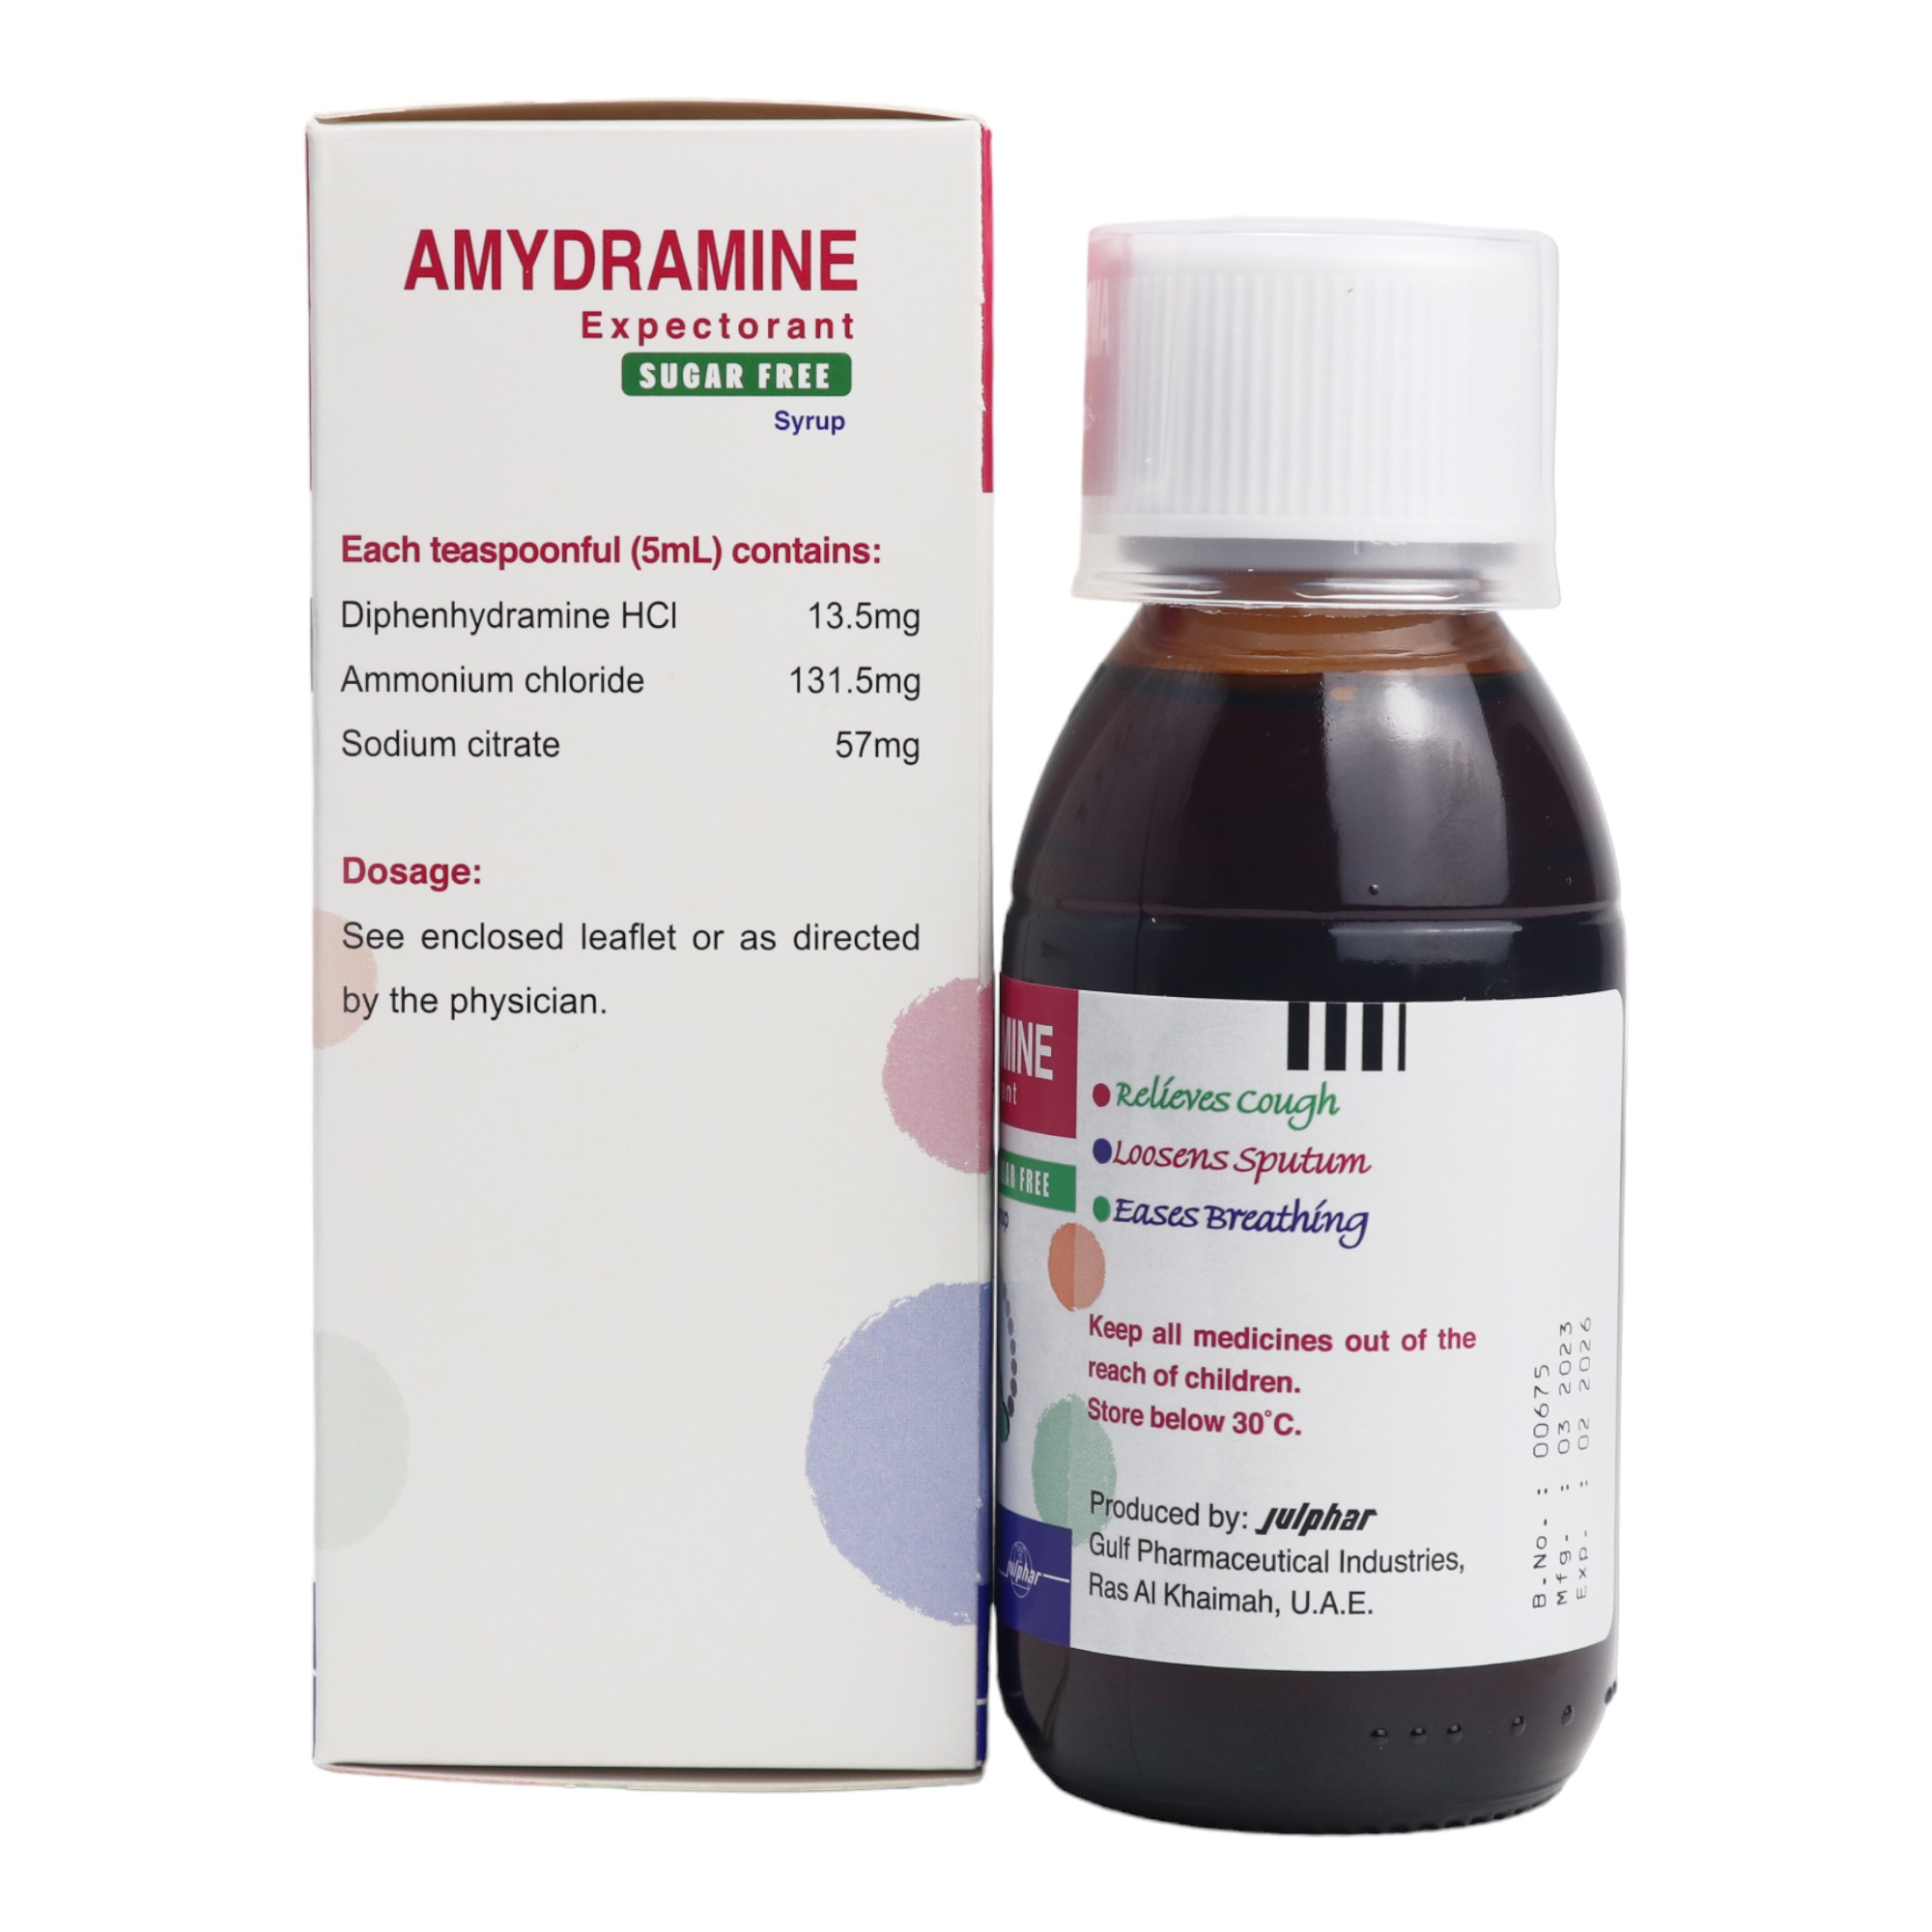 AMYDRAMINE
Expectorant
SUGAR FREE
Syrup
Each teaspoonful (5mL) contains:
Diphenhydramine HCl 13.5mg
Ammonium chloride 131.5mg
Sodium citrate 57mg
Dosage:
See enclosed leaflet or as directed
by the physician.
MINE
ant
AR FREE
Relieves Cough
Loosens Sputum
Eases Breathing
Keep all medicines out of the
reach of children.
Store below 30°C.
Produced by: julphar
Gulf Pharmaceutical Industries,
Ras Al Khaimah, U.A.E.
julphar
B.No. : 00675
Mfg. : 03 2023
Exp. : 02 2026